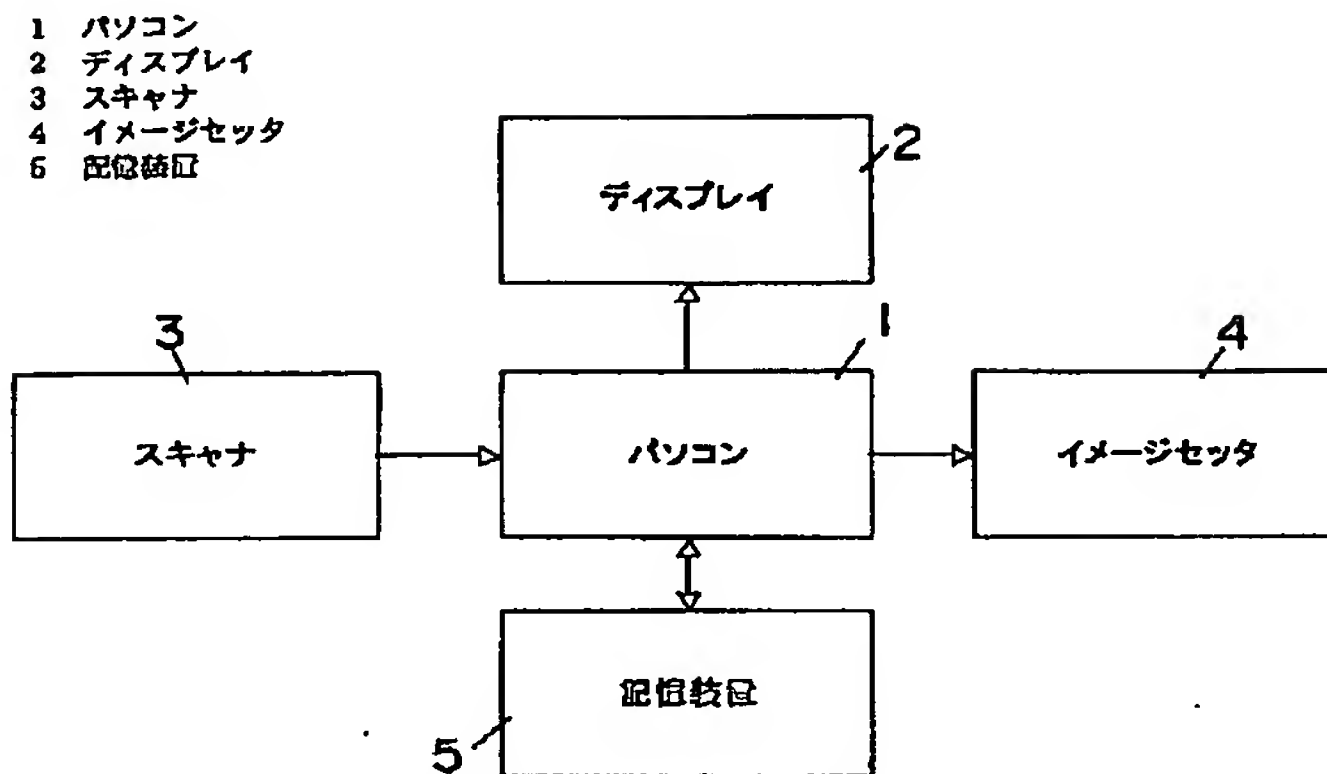 1 パソコン
2 ディスプレイ
3 スキャナ
4 イメージセッタ
5 記憶装置
2
ディスプレイ
3
1
4
スキャナ
パソコン
イメージセッタ
記憶装置
5